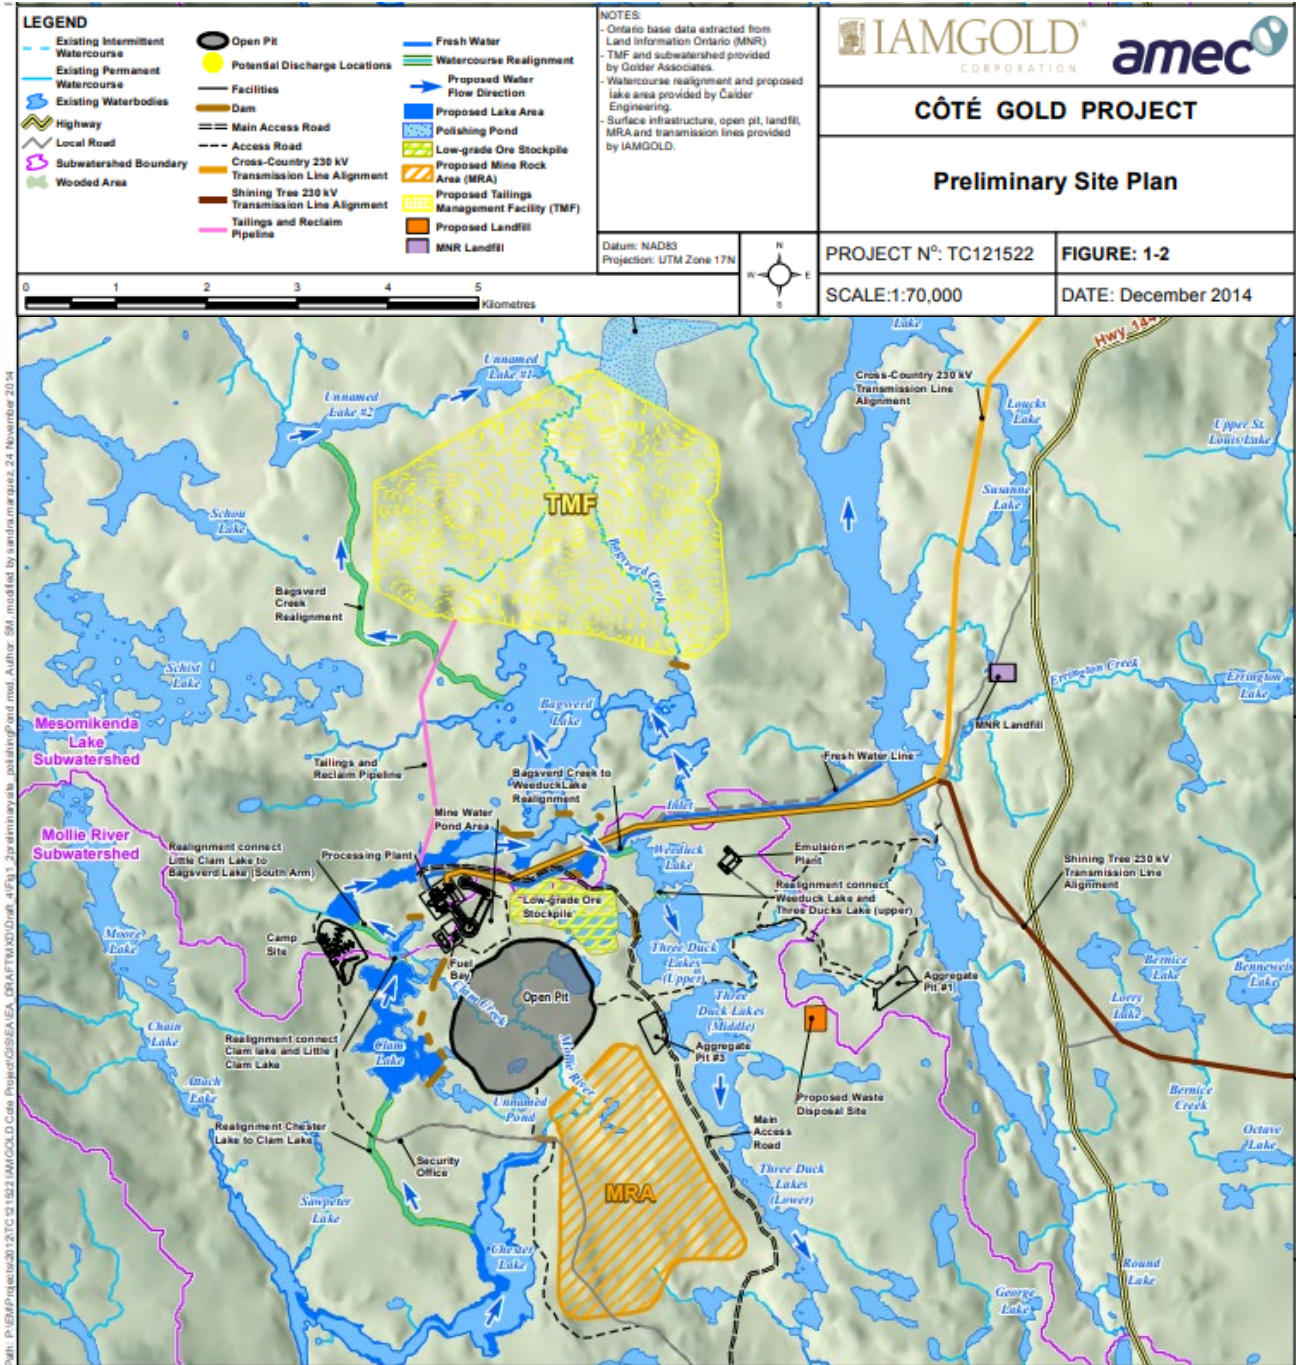 LEGEND
Existing Intermittent
Watercourse
Existing Permanent
Watercourse
Existing Waterbodies
Highway
Local Road
Subwatershed Boundary
Wooded Area
Open Pit
Potential Discharge Locations
Facilities
Dam
Main Access Road
Access Road
Cross-Country 230 kV
Transmission Line Alignment
Shining Tree 230 kV
Transmission Line Alignment
Tailings and Reclaim
Pipeline
Fresh Water
Watercourse Realignment
Proposed Water
Flow Direction
Proposed Lake Area
Polishing Pond
Low-grade Ore Stockpile
Proposed Mine Rock
Area (MRA)
Proposed Tailings
Management Facility (TMF)
Proposed Landfill
MNR Landfill
NOTES:
- Ontario base data extracted from
Land Information Ontario (MNR)
- TMF and subwatershed provided
by Golder Associates.
- Watercourse realignment and proposed
lake area provided by Calder
Engineering.
- Surface infrastructure, open pit, landfill,
MRA and transmission lines provided
by IAMGOLD.
IAMGOLD®
CORPORATION
amec
CÔTÉ GOLD PROJECT
Preliminary Site Plan
Datum: NAD83
Projection: UTM Zone 17N
N
W E
S
PROJECT Nº: TC121522
FIGURE: 1-2
SCALE:1:70,000
DATE: December 2014
0 1 2 3 4 5
Kilometres
Lake
Hwy 144
Unnamed
Lake #1
Cross-Country 230 kV
Transmission Line
Alignment
Unnamed
Lake #2
Loucks
Lake
Upper St.
Louis Lake
TMF
Susanne
Lake
Schou
Lake
Bagsverd Creek
Bagsverd
Creek
Realignment
Schist
Lake
Errington Creek
Errington
Lake
Mesomikenda
Lake
Subwatershed
Bagsverd
Lake
MNR Landfill
Tailings and
Reclaim Pipeline
Fresh Water Line
Bagsverd Creek to
WeeduckLake
Realignment
Inlet
Mine Water
Pond Area
Mollie River
Subwatershed
Realignment connect
Little Clam Lake to
Bagsverd Lake (South Arm)
Processing Plant
Weeduck
Lake
Emulsion
Plant
Shining Tree 230 kV
Transmission Line
Alignment
Realignment connect
Weeduck Lake and
Three Ducks Lake (upper)
Low-grade Ore
Stockpile
Moore
Lake
Camp
Site
Three Duck
Lakes
(Upper)
Fuel
Bay
Clam Creek
Open Pit
Aggregate
Pit #1
Bernice
Lake
Benneweis
Lake
Lorry
Lake
Three
Duck Lakes
(Middle)
Chain
Lake
Realignment connect
Clam lake and Little
Clam Lake
Clam
Lake
Mollie River
Aggregate
Pit #3
Attach
Lake
Unnamed
Pond
Proposed Waste
Disposal Site
Bernice
Creek
Realignment Chester
Lake to Clam Lake
Main
Access
Road
Octave
Lake
Security
Office
Three Duck
Lakes
(Lower)
MRA
Sawpeter
Lake
Chester
Lake
Round
Lake
George
Lake